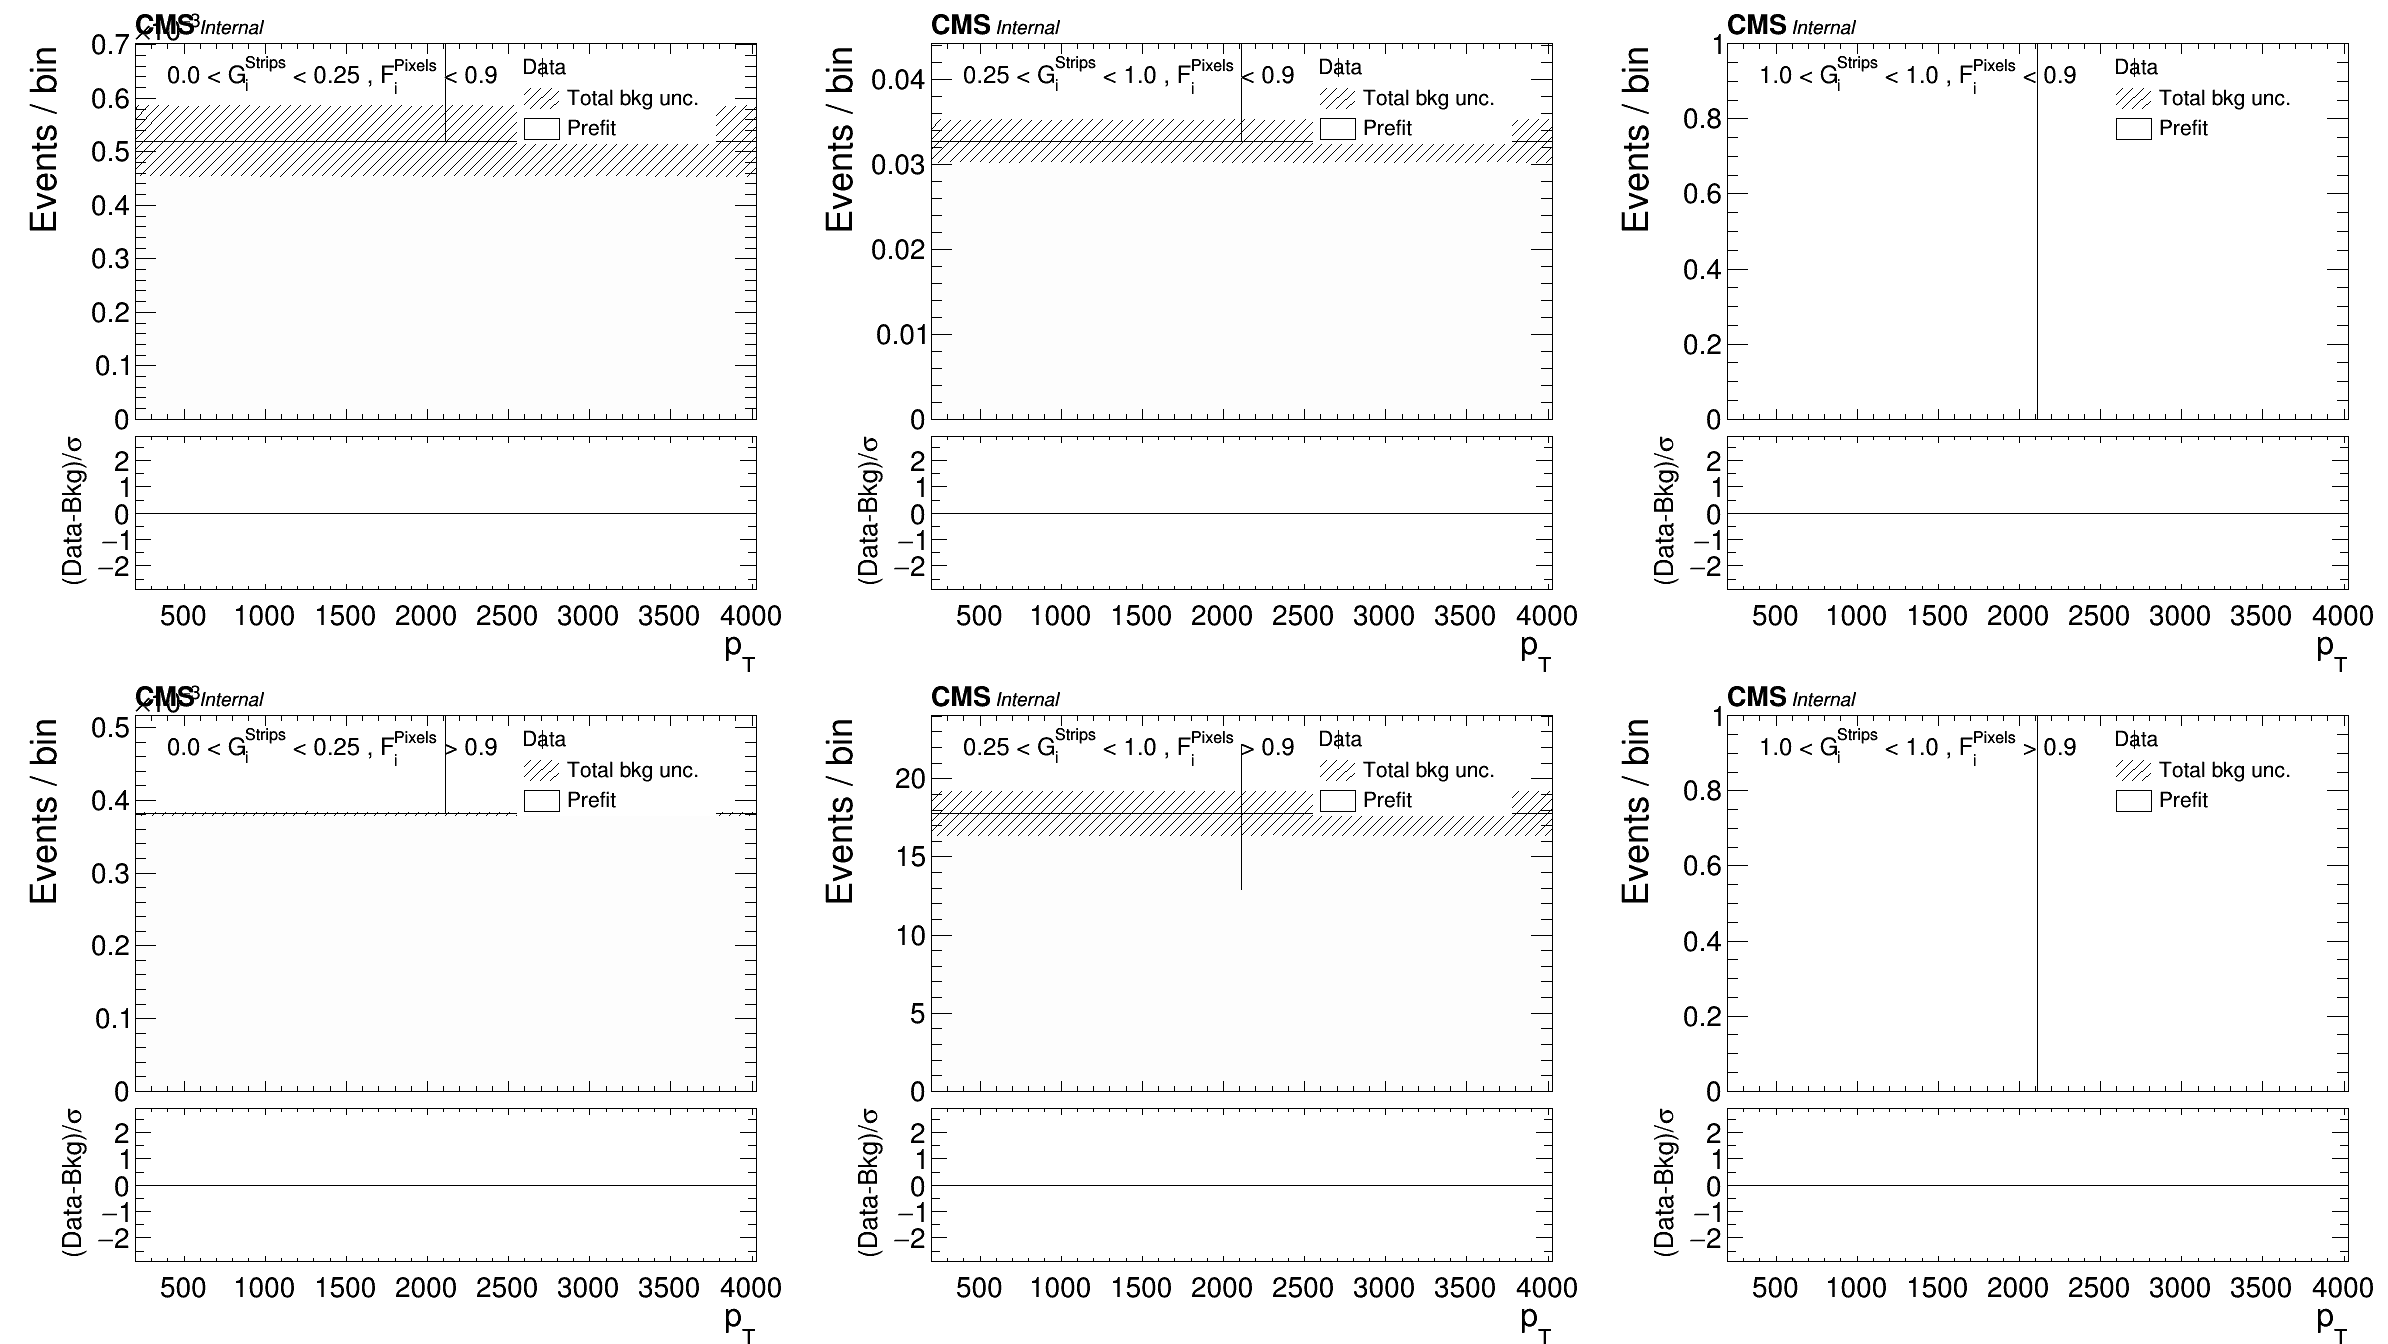 CMS Internal
×10⁻³
Events / bin
0.0 < G_i^Strips < 0.25 , F_i^Pixels < 0.9
Data
Total bkg unc.
Prefit
0.7
0.6
0.5
0.4
0.3
0.2
0.1
0
(Data-Bkg)/σ
2
1
0
−1
−2
500 1000 1500 2000 2500 3000 3500 4000
p_T
CMS Internal
Events / bin
0.25 < G_i^Strips < 1.0 , F_i^Pixels < 0.9
Data
Total bkg unc.
Prefit
0.04
0.03
0.02
0.01
0
(Data-Bkg)/σ
2
1
0
−1
−2
500 1000 1500 2000 2500 3000 3500 4000
p_T
CMS Internal
Events / bin
1.0 < G_i^Strips < 1.0 , F_i^Pixels < 0.9
Data
Total bkg unc.
Prefit
1
0.8
0.6
0.4
0.2
0
(Data-Bkg)/σ
2
1
0
−1
−2
500 1000 1500 2000 2500 3000 3500 4000
p_T
CMS Internal
×10⁻³
Events / bin
0.0 < G_i^Strips < 0.25 , F_i^Pixels > 0.9
Data
Total bkg unc.
Prefit
0.5
0.4
0.3
0.2
0.1
0
(Data-Bkg)/σ
2
1
0
−1
−2
500 1000 1500 2000 2500 3000 3500 4000
p_T
CMS Internal
Events / bin
0.25 < G_i^Strips < 1.0 , F_i^Pixels > 0.9
Data
Total bkg unc.
Prefit
20
15
10
5
0
(Data-Bkg)/σ
2
1
0
−1
−2
500 1000 1500 2000 2500 3000 3500 4000
p_T
CMS Internal
Events / bin
1.0 < G_i^Strips < 1.0 , F_i^Pixels > 0.9
Data
Total bkg unc.
Prefit
1
0.8
0.6
0.4
0.2
0
(Data-Bkg)/σ
2
1
0
−1
−2
500 1000 1500 2000 2500 3000 3500 4000
p_T